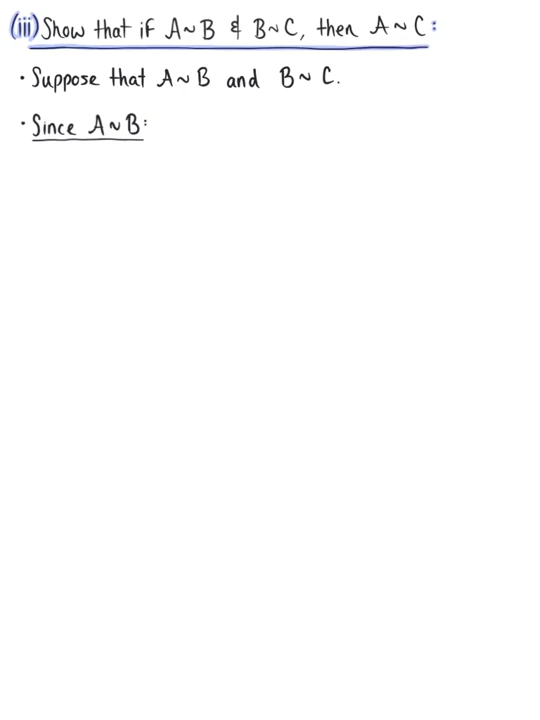 (iii) Show that if A~B & B~C, then A~C:
• Suppose that A~B and B~C.
• Since A~B: